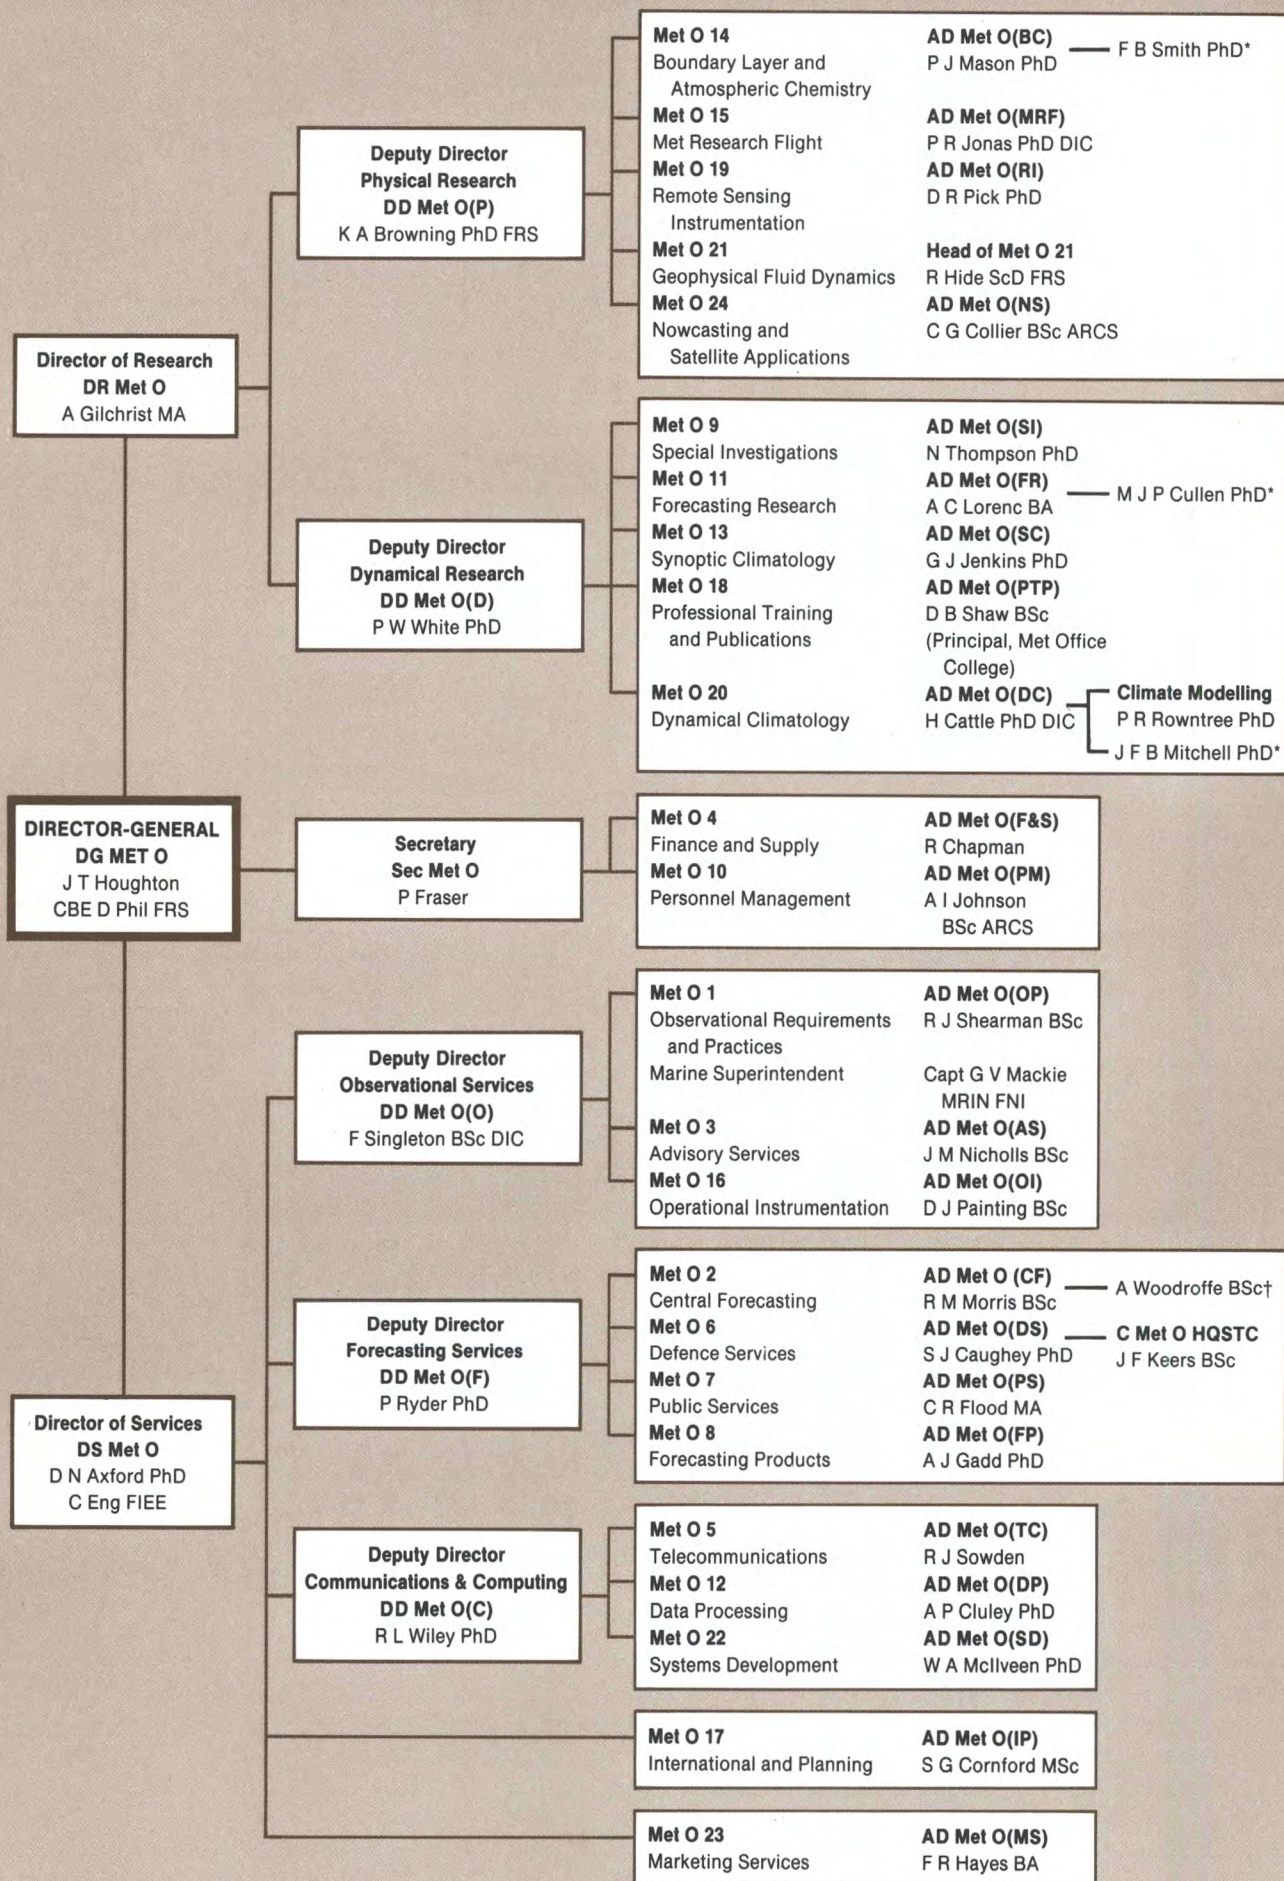 Director of Research
DR Met O
A Gilchrist MA
DIRECTOR-GENERAL
DG MET O
J T Houghton
CBE D Phil FRS
Director of Services
DS Met O
D N Axford PhD
C Eng FIEE
Deputy Director
Physical Research
DD Met O(P)
K A Browning PhD FRS
Deputy Director
Dynamical Research
DD Met O(D)
P W White PhD
Secretary
Sec Met O
P Fraser
Deputy Director
Observational Services
DD Met O(O)
F Singleton BSc DIC
Deputy Director
Forecasting Services
DD Met O(F)
P Ryder PhD
Deputy Director
Communications & Computing
DD Met O(C)
R L Wiley PhD
Met O 14 AD Met O(BC)
F B Smith PhD*
Boundary Layer and P J Mason PhD
Atmospheric Chemistry
Met O 15 AD Met O(MRF)
Met Research Flight P R Jonas PhD DIC
Met O 19 AD Met O(RI)
Remote Sensing D R Pick PhD
Instrumentation
Met O 21 Head of Met O 21
Geophysical Fluid Dynamics R Hide ScD FRS
Met O 24 AD Met O(NS)
Nowcasting and C G Collier BSc ARCS
Satellite Applications
Met O 9 AD Met O(SI)
Special Investigations N Thompson PhD
Met O 11 AD Met O(FR)
M J P Cullen PhD*
Forecasting Research A C Lorenc BA
Met O 13 AD Met O(SC)
Synoptic Climatology G J Jenkins PhD
Met O 18 AD Met O(PTP)
Professional Training D B Shaw BSc
and Publications (Principal, Met Office
College)
Met O 20 AD Met O(DC) Climate Modelling
Dynamical Climatology H Cattle PhD DIC P R Rowntree PhD
J F B Mitchell PhD*
Met O 4 AD Met O(F&S)
Finance and Supply R Chapman
Met O 10 AD Met O(PM)
Personnel Management A I Johnson
BSc ARCS
Met O 1 AD Met O(OP)
Observational Requirements R J Shearman BSc
and Practices
Marine Superintendent Capt G V Mackie
MRIN FNI
Met O 3 AD Met O(AS)
Advisory Services J M Nicholls BSc
Met O 16 AD Met O(OI)
Operational Instrumentation D J Painting BSc
Met O 2 AD Met O (CF)
A Woodroffe BSc†
Central Forecasting R M Morris BSc
Met O 6 AD Met O(DS) C Met O HQSTC
Defence Services S J Caughey PhD J F Keers BSc
Met O 7 AD Met O(PS)
Public Services C R Flood MA
Met O 8 AD Met O(FP)
Forecasting Products A J Gadd PhD
Met O 5 AD Met O(TC)
Telecommunications R J Sowden
Met O 12 AD Met O(DP)
Data Processing A P Cluley PhD
Met O 22 AD Met O(SD)
Systems Development W A McIlveen PhD
Met O 17 AD Met O(IP)
International and Planning S G Cornford MSc
Met O 23 AD Met O(MS)
Marketing Services F R Hayes BA